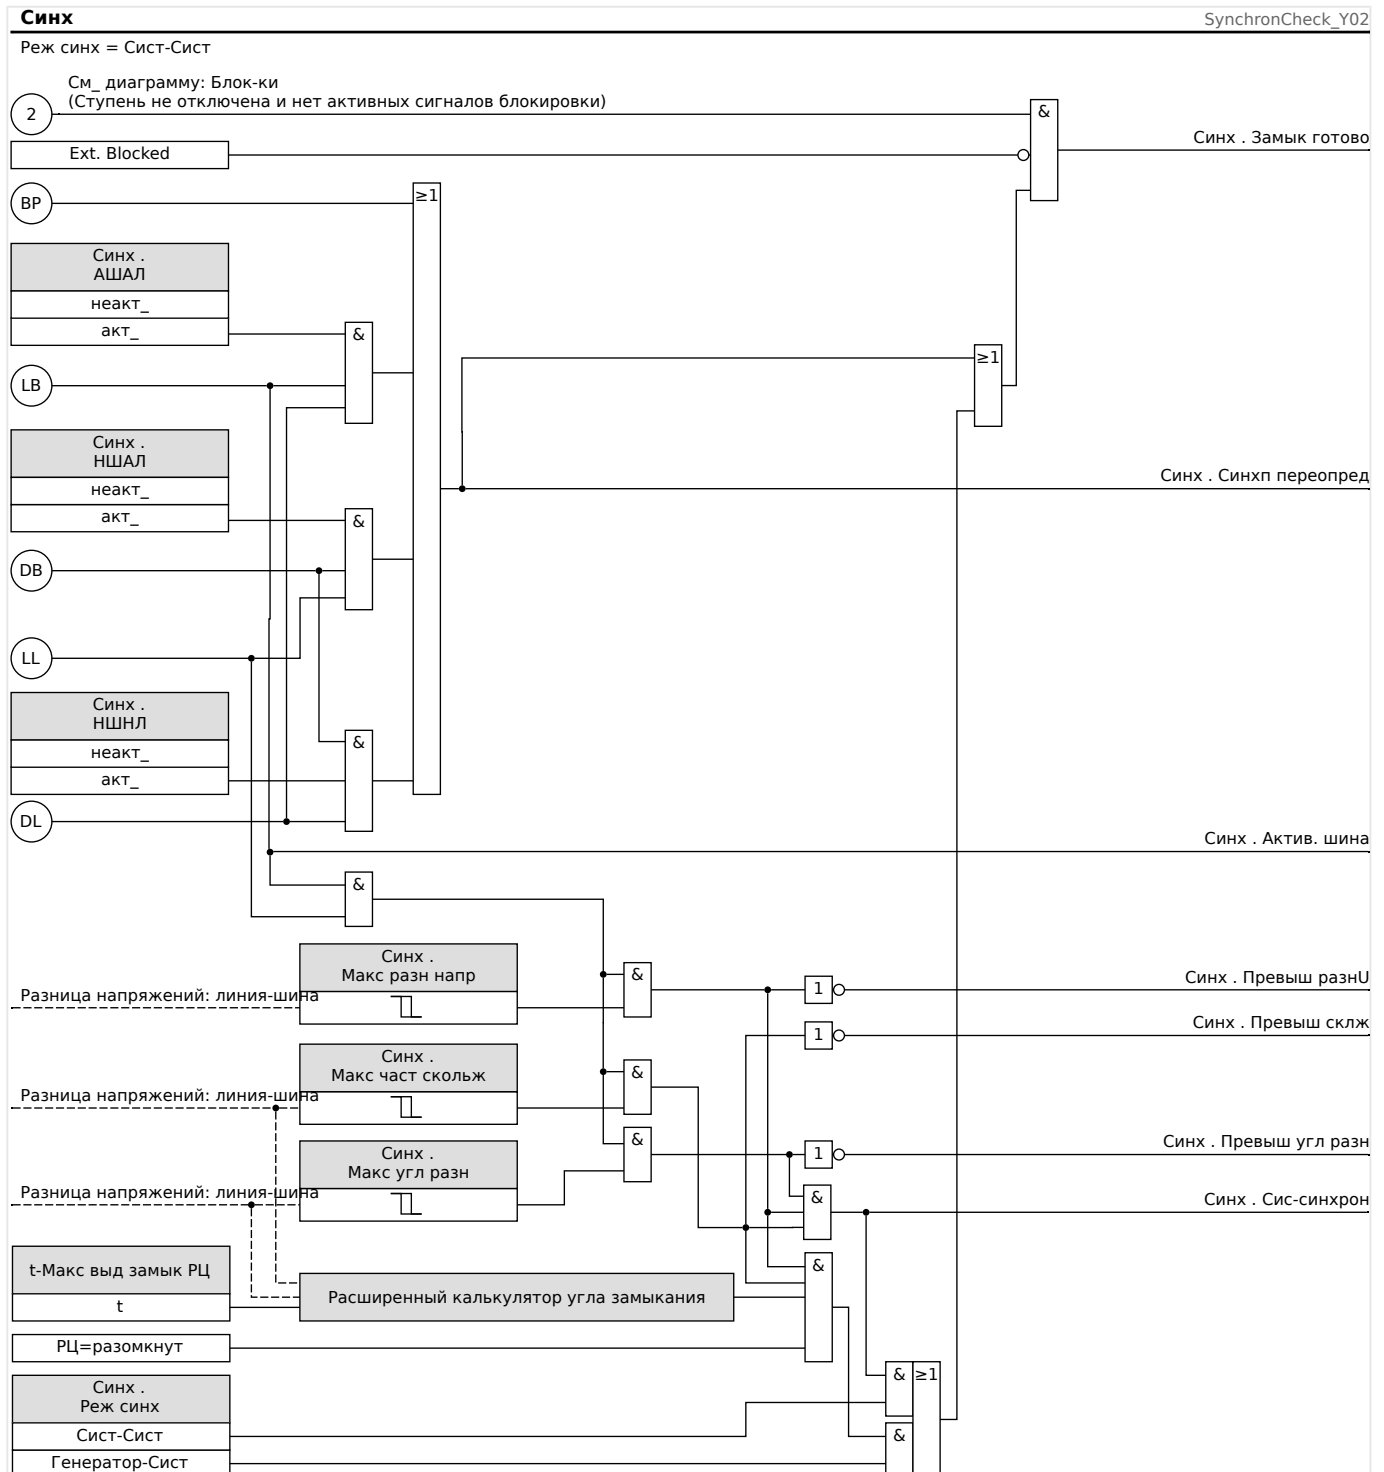 Синх
SynchronCheck_Y02
Реж синх = Сист-Сист
См_ диаграмму: Блок-ки
(Ступень не отключена и нет активных сигналов блокировки)
2
&
Синх . Замык готово
Ext. Blocked
BP
≥1
Синх .
АШАЛ
неакт_
акт_
&
≥1
LB
Синх .
НШАЛ
неакт_
акт_
&
Синх . Синхп переопред
DB
LL
Синх .
НШНЛ
неакт_
акт_
&
DL
Синх . Актив. шина
&
Синх .
Макс разн напр
&
Разница напряжений: линия-шина
1
Синх . Превыш разнU
1
Синх . Превыш склж
Синх .
Макс част скольж
&
Разница напряжений: линия-шина
&
Синх .
Макс угл разн
1
Синх . Превыш угл разн
Разница напряжений: линия-шина
&
Синх . Сис-синхрон
t-Макс выд замык РЦ
t
&
Расширенный калькулятор угла замыкания
РЦ=разомкнут
Синх .
Реж синх
& ≥1
Сист-Сист
&
Генератор-Сист